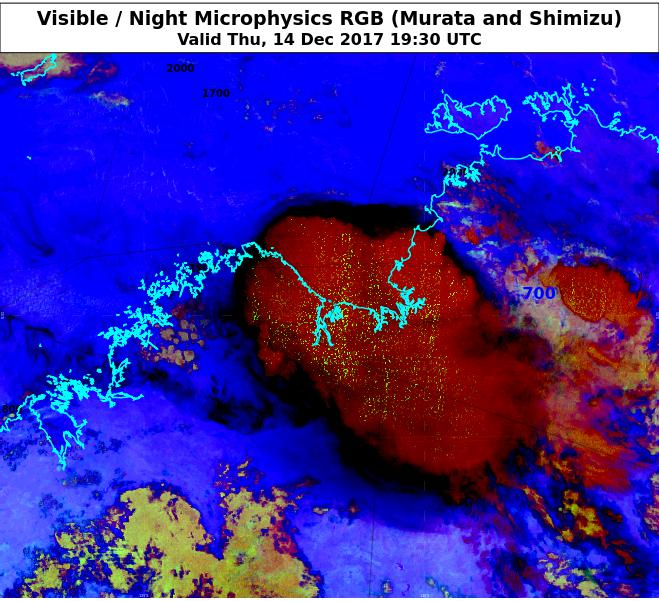 Visible / Night Microphysics RGB (Murata and Shimizu)
Valid Thu, 14 Dec 2017 19:30 UTC
2000
1700
700